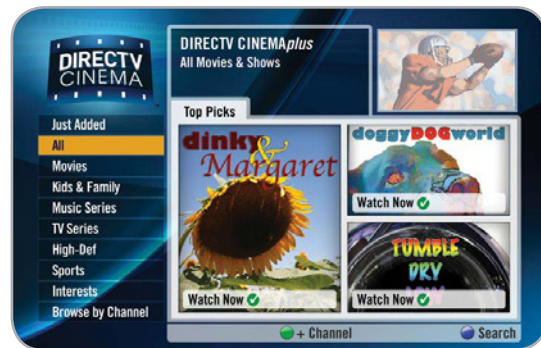 DIRECTV
CINEMA
DIRECTV CINEMAplus
All Movies & Shows
Just Added
All
Movies
Kids & Family
Music Series
TV Series
High-Def
Sports
Interests
Browse by Channel
Top Picks
dinky
&
Margaret
Watch Now
doggyDOGworld
Watch Now
TUMBLE
DRY
LOW
Watch Now
+ Channel
Search